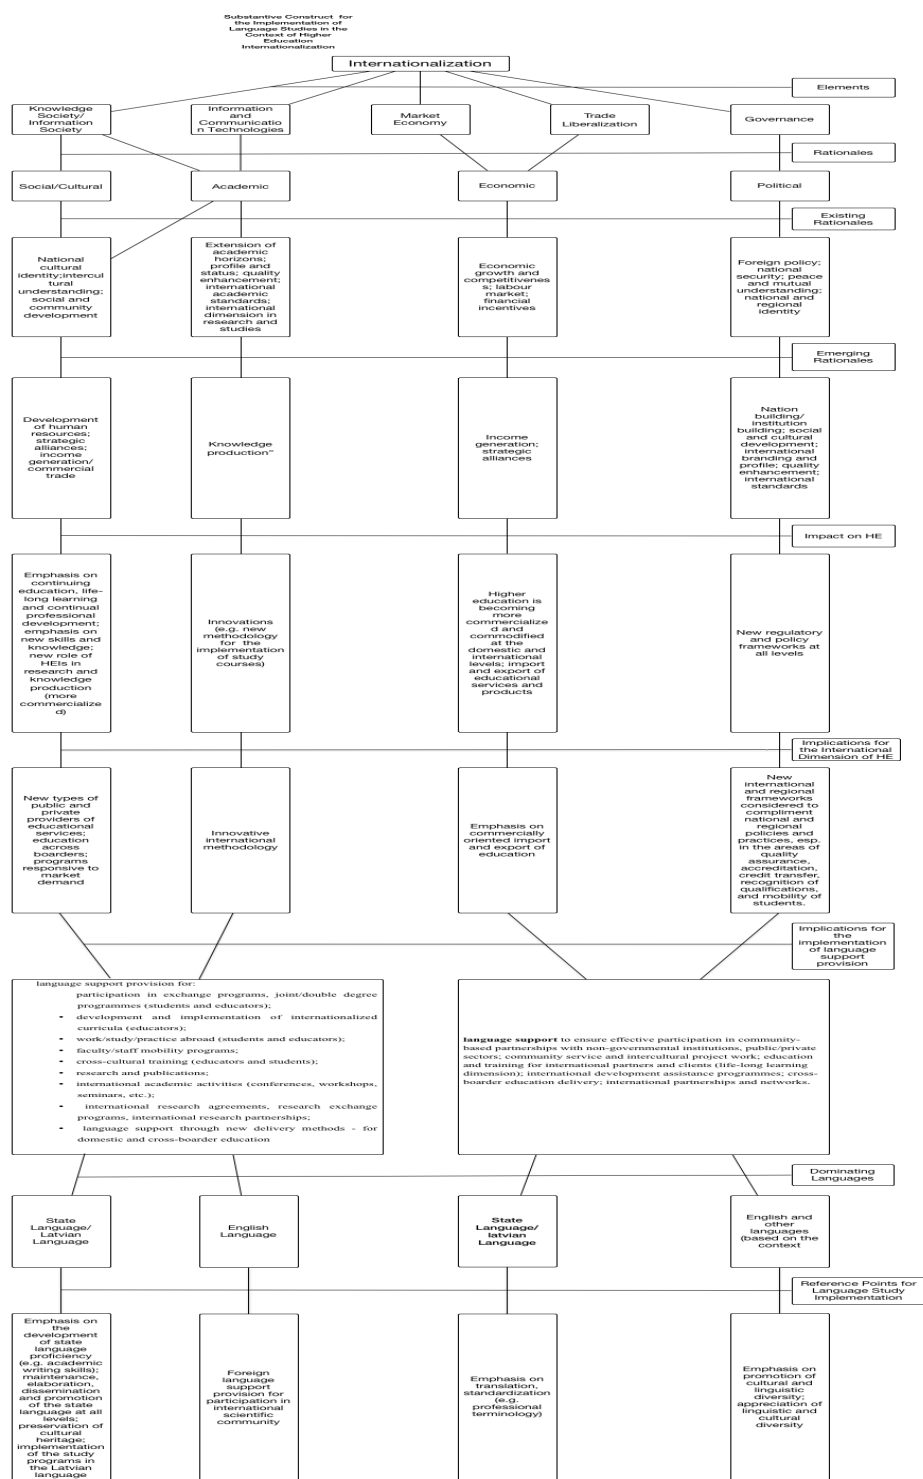 Substantive Construct for
the Implementation of
Language Studies in the
Context of Higher
Education
Internationalization
Internationalization
Elements
Knowledge
Society/
Information
Society
Information
and
Communicatio
n Technologies
Market
Economy
Trade
Liberalization
Governance
Rationales
Social/Cultural
Academic
Economic
Political
Existing
Rationales
National
cultural
identity;intercul
tural
understanding;
social and
community
development
Extension of
academic
horizons;
profile and
status; quality
enhancement;
international
academic
standards;
international
dimension in
research and
studies
Economic
growth and
competitivenes
s; labour
market;
financial
incentives
Foreign policy;
national
security; peace
and mutual
understanding;
national and
regional
identity
Emerging
Rationales
Development
of human
resources;
strategic
alliances;
income
generation/
commercial
trade
Knowledge
production"
Income
generation;
strategic
alliances
Nation
building/
institution
building; social
and cultural
development;
international
branding and
profile; quality
enhancement;
international
standards
Impact on HE
Emphasis on
continuing
education, life-
long learning
and continual
professional
development;
emphasis on
new skills and
knowledge;
new role of
HEIs in
research and
knowledge
production
(more
commercialize
d)
Innovations
(e.g. new
methodology
for the
implementation
of study
courses)
Higher
education is
becoming
more
commercialize
d and
commodified
at the
domestic and
international
levels; import
and export of
educational
services and
products
New regulatory
and policy
frameworks at
all levels
Implications for
the International
Dimension of HE
New types of
public and
private
providers of
educational
services;
education
across
boarders;
programs
responsive to
market
demand
Innovative
international
methodology
Emphasis on
commercially
oriented import
and export of
education
New
international
and regional
frameworks
considered to
compliment
national and
regional
policies and
practices, esp.
in the areas of
quality
assurance,
accreditation,
credit transfer,
recognition of
qualifications,
and mobility of
students.
Implications for
the
implementation
of language
support
provision
language support provision for:
participation in exchange programs, joint/double degree
programmes (students and educators);
- development and implementation of internationalized
curricula (educators);
- work/study/practice abroad (students and educators);
- faculty/staff mobility programs;
- cross-cultural training (educators and students);
- research and publications;
- international academic activities (conferences, workshops,
seminars, etc.);
- international research agreements, research exchange
programs, international research partnerships;
- language support through new delivery methods - for
domestic and cross-boarder education
language support to ensure effective participation in community-
based partnerships with non-governmental institutions, public/private
sectors; community service and intercultural project work; education
and training for international partners and clients (life-long learning
dimension); international development assistance programmes; cross-
boarder education delivery; international partnerships and networks.
Dominating
Languages
State
Language/
Latvian
Language
English
Language
State
Language/
latvian
Language
English and
other
languages
(based on the
context
Reference Points for
Language Study
Implementation
Emphasis on
the
development
of state
language
proficiency
(e.g. academic
writing skills);
maintenance,
elaboration,
dissemination
and promotion
of the state
language at all
levels;
preservation of
cultural
heritage;
implementation
of the study
programs in
the Latvian
language
Foreign
language
support
provision for
participation in
international
scientific
community
Emphasis on
translation,
standardization
(e.g.
professional
terminology)
Emphasis on
promotion of
cultural and
linguistic
diversity;
appreciation of
linguistic and
cultural
diversity